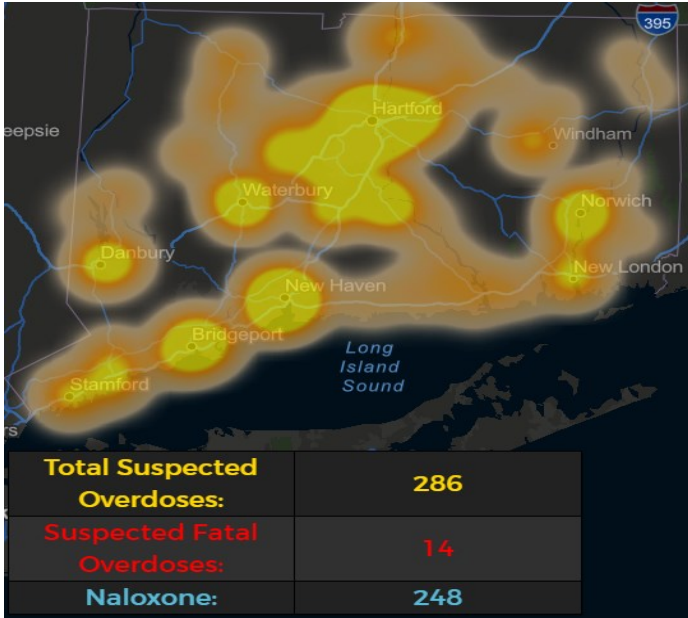 395
Hartford
eepsie
Windham
Waterbury
Norwich
Danbury
New London
New Haven
Bridgeport
Long
Island
Sound
Stamford
rs
Total Suspected
Overdoses:
286
Suspected Fatal
Overdoses:
14
Naloxone:
248